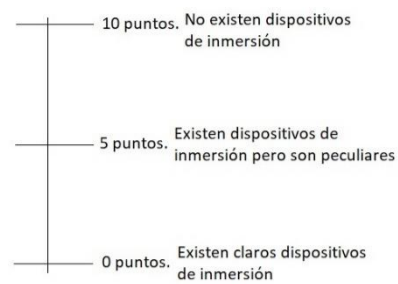 10 puntos. No existen dispositivos
de inmersión
5 puntos. Existen dispositivos de
inmersión pero son peculiares
0 puntos. Existen claros dispositivos
de inmersión